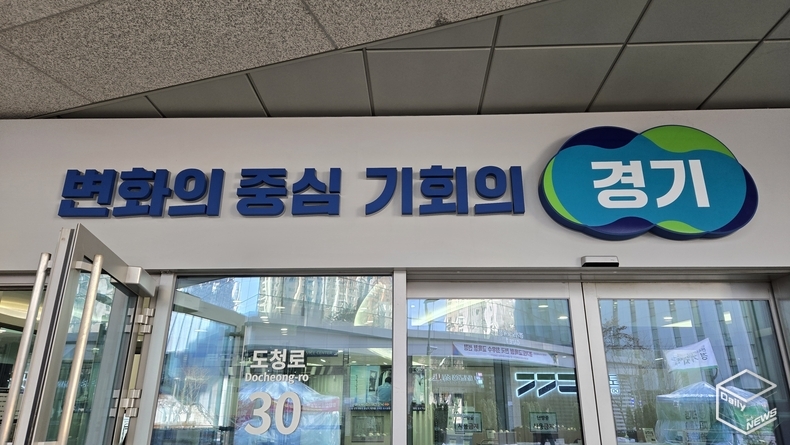 변화의 중심 기회의 경기
도청로
Docheong-ro
30
Daily
NEWS